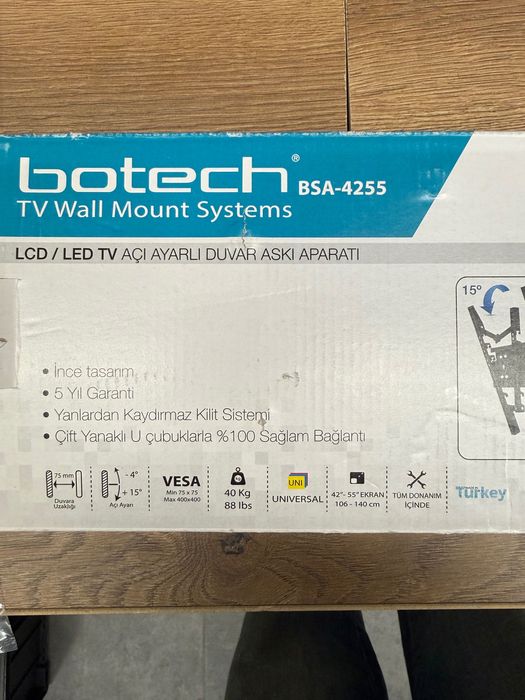 botech® BSA-4255
TV Wall Mount Systems
LCD / LED TV AÇI AYARLI DUVAR ASKI APARATI
15°
• İnce tasarım
• 5 Yıl Garanti
• Yanlardan Kaydırmaz Kilit Sistemi
• Çift Yanaklı U çubuklarla %100 Sağlam Bağlantı
75 mm
Duvara
Uzaklığı
- 4°
+ 15°
Açı Ayarı
VESA
Min 75 x 75
Max 400x400
40 Kg
88 lbs
UNI
UNIVERSAL
42"- 55" EKRAN
106 - 140 cm
TÜM DONANIM
İÇİNDE
Turkey